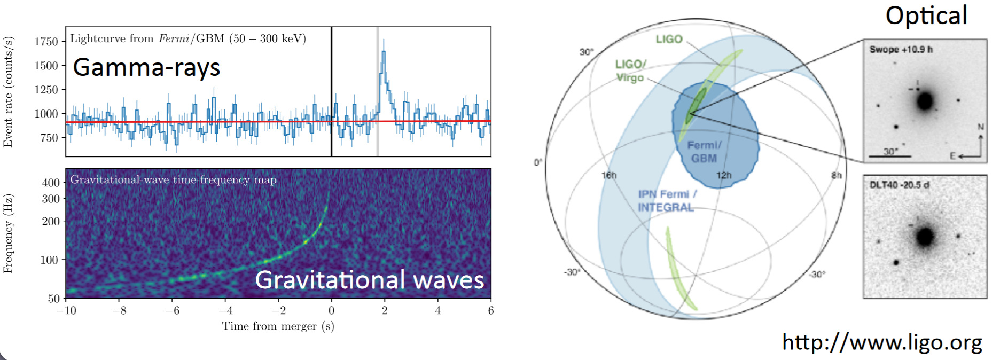 Lightcurve from Fermi/GBM (50 – 300 keV)
Gamma-rays
Event rate (counts/s)
1750
1500
1250
1000
750
Gravitational-wave time-frequency map
Gravitational waves
Frequency (Hz)
400
300
200
100
50
−10 −8 −6 −4 −2 0 2 4 6
Time from merger (s)
LIGO
LIGO/
Virgo
Fermi/
GBM
IPN Fermi /
INTEGRAL
30°
0°
-30°
-30°
16h 12h 8h
Optical
Swope +10.9 h
N
E
30"
DLT40 -20.5 d
http://www.ligo.org